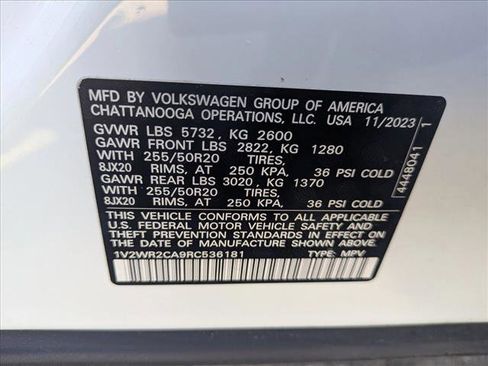 MFD BY VOLKSWAGEN GROUP OF AMERICA
CHATTANOOGA OPERATIONS, LLC. USA 11/2023
GVWR LBS 5732, KG 2600
GAWR FRONT LBS 2822, KG 1280
WITH 255/50R20 TIRES,
8JX20 RIMS, AT 250 KPA, 36 PSI COLD
GAWR REAR LBS 3020, KG 1370
WITH 255/50R20 TIRES,
8JX20 RIMS, AT 250 KPA, 36 PSI COLD
THIS VEHICLE CONFORMS TO ALL APPLICABLE
U.S. FEDERAL MOTOR VEHICLE SAFETY AND
THEFT PREVENTION STANDARDS IN EFFECT ON
THE DATE OF MANUFACTURE SHOWN ABOVE.
1V2WR2CA9RC536181 TYPE: MPV
4448041 1